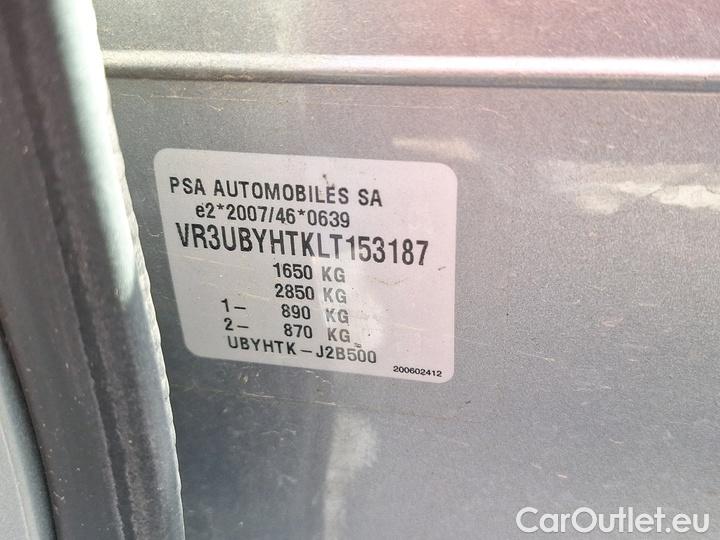 PSA AUTOMOBILES SA
e2*2007/46*0639
VR3UBYHTKLT153187
1650 KG
2850 KG
1- 890 KG
2- 870 KG
UBYHTK-J2B500
200602412
CarOutlet.eu